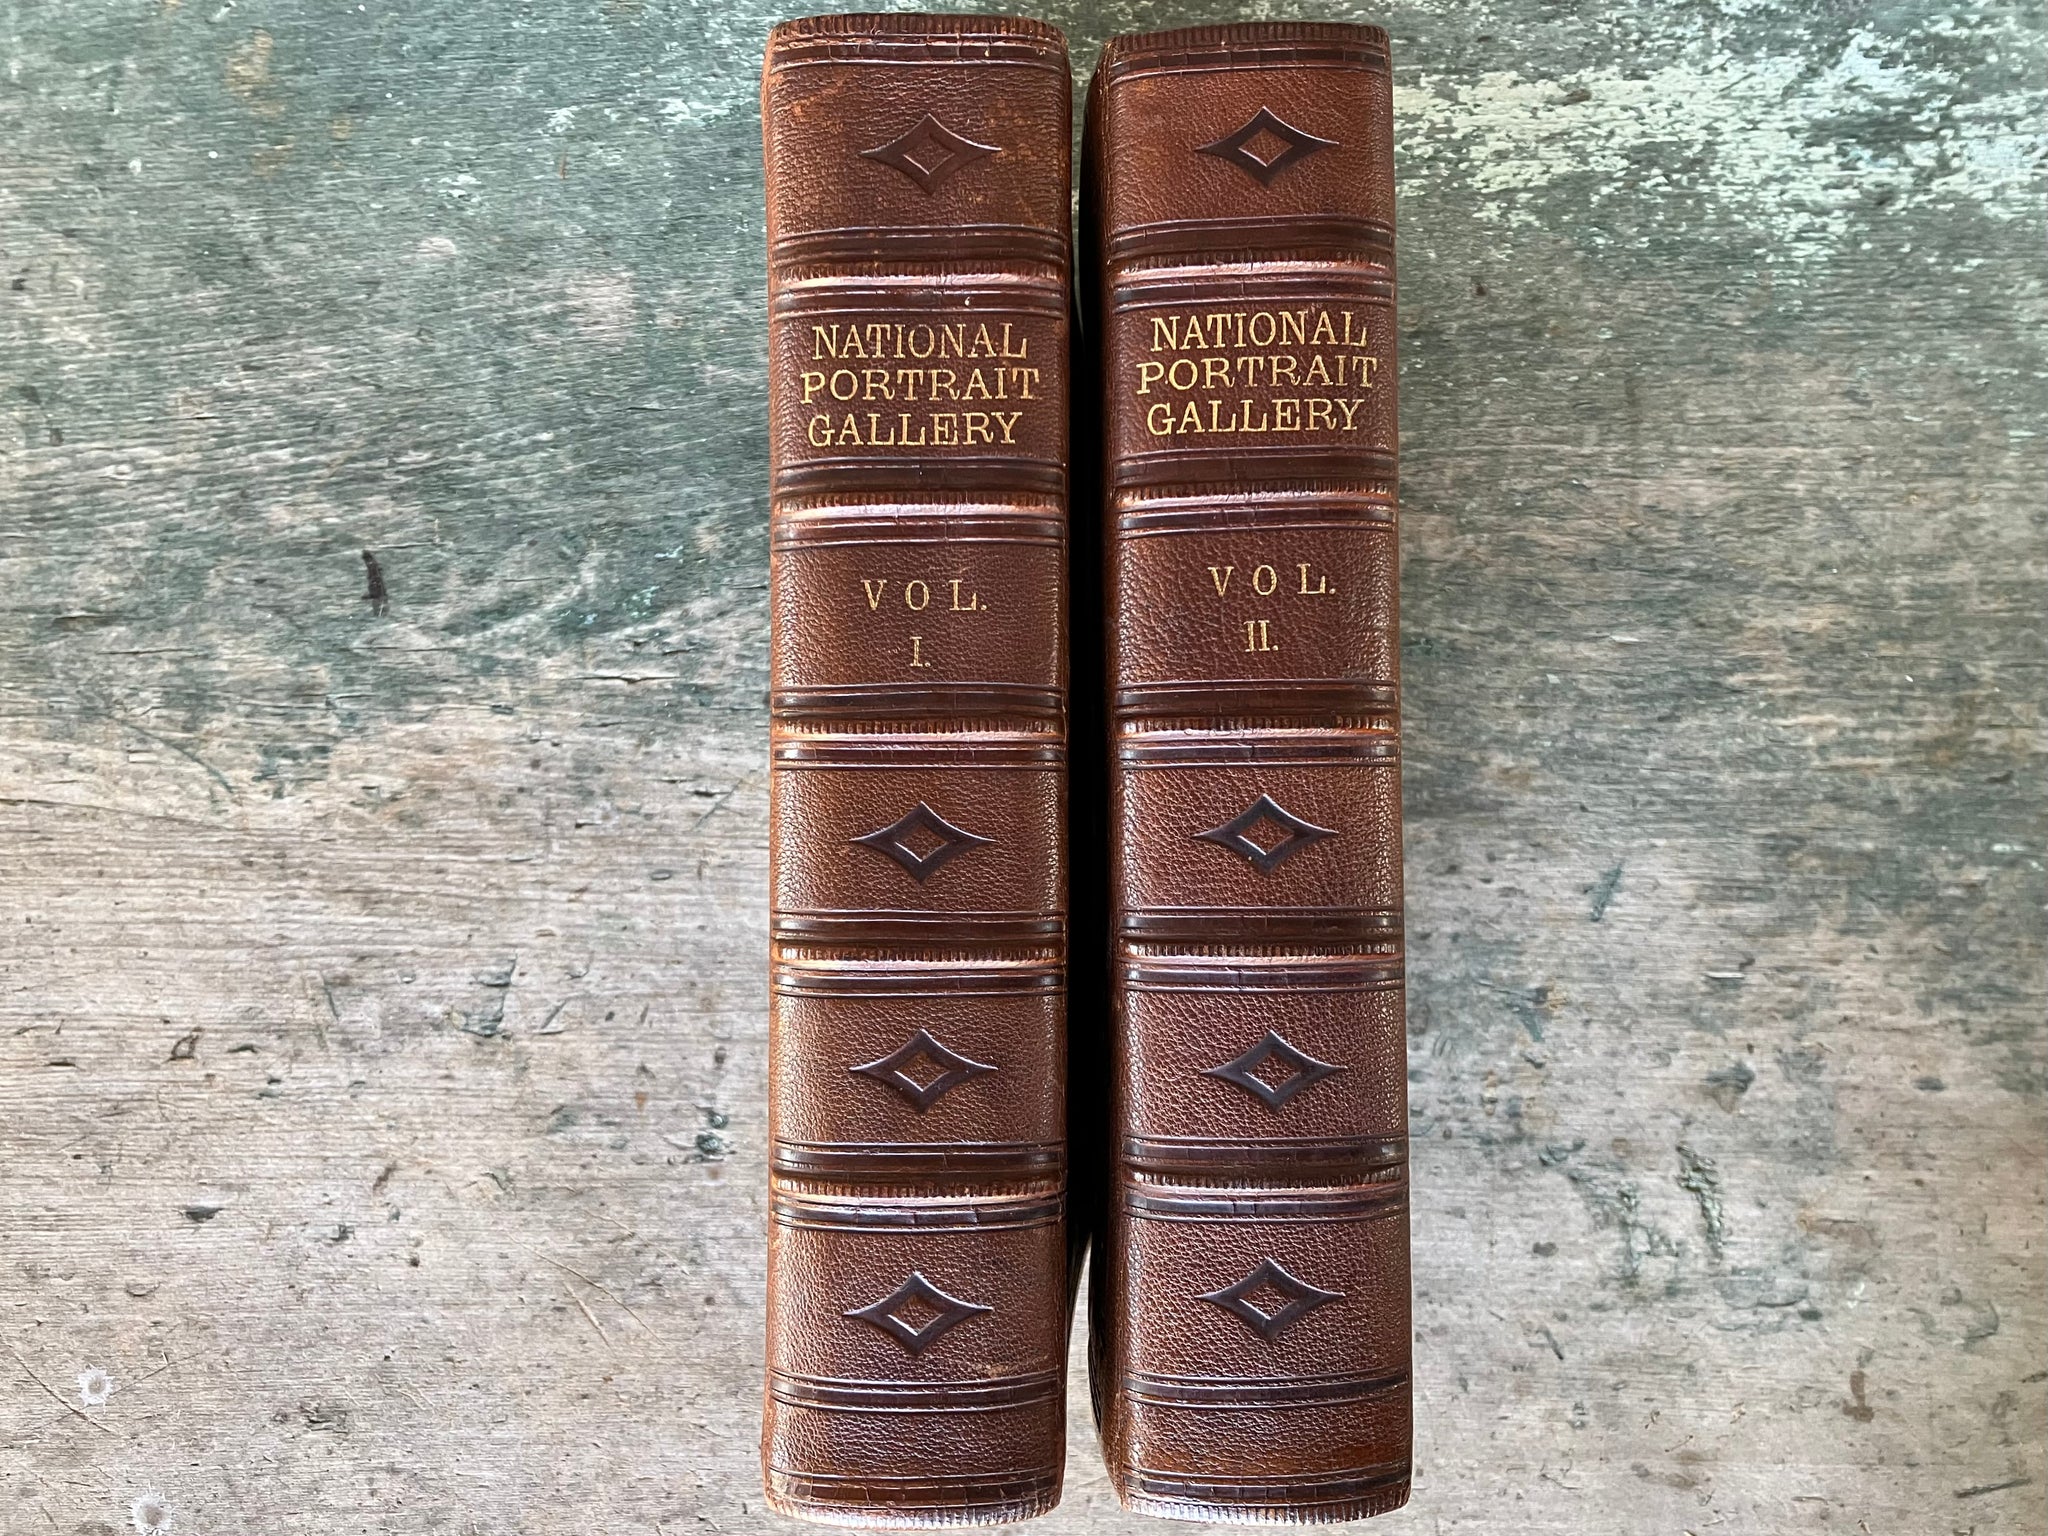 NATIONAL
PORTRAIT
GALLERY
VOL.
I.
NATIONAL
PORTRAIT
GALLERY
VOL.
II.